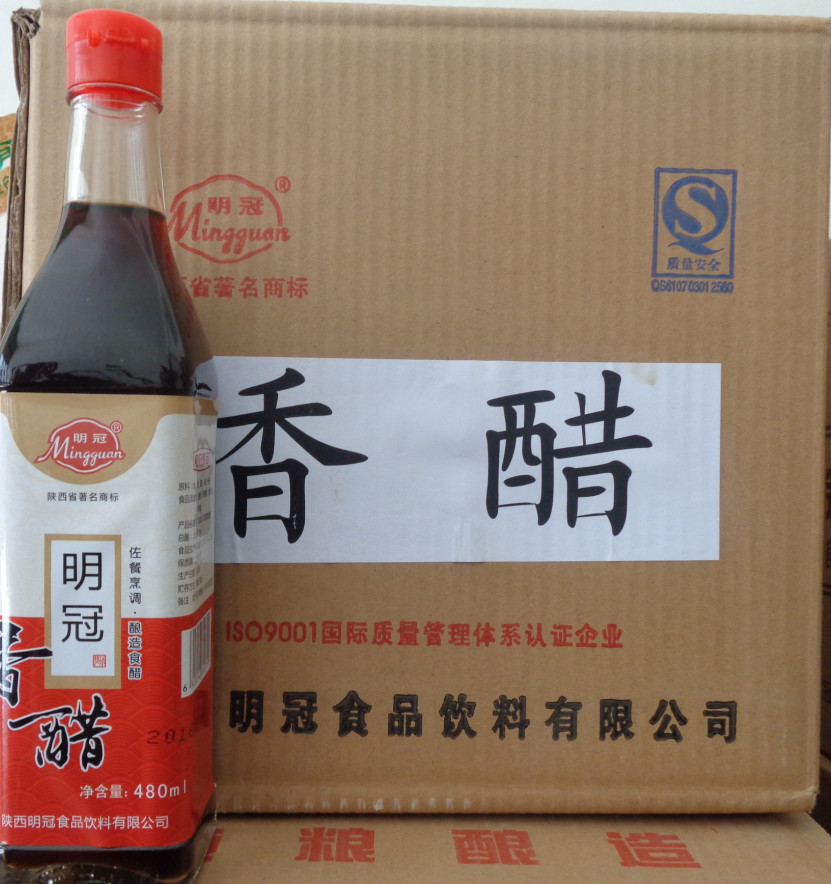 明冠
Mingguan
®
省著名商标
质量安全
QS6107 0301 2560
香 醋
ISO9001国际质量管理体系认证企业
明冠食品饮料有限公司
粮酿造
明冠
Mingguan
®
陕西省著名商标
明冠
佐餐烹调·酿造食醋
香醋
净含量:480ml
陕西明冠食品饮料有限公司
原料
201
6